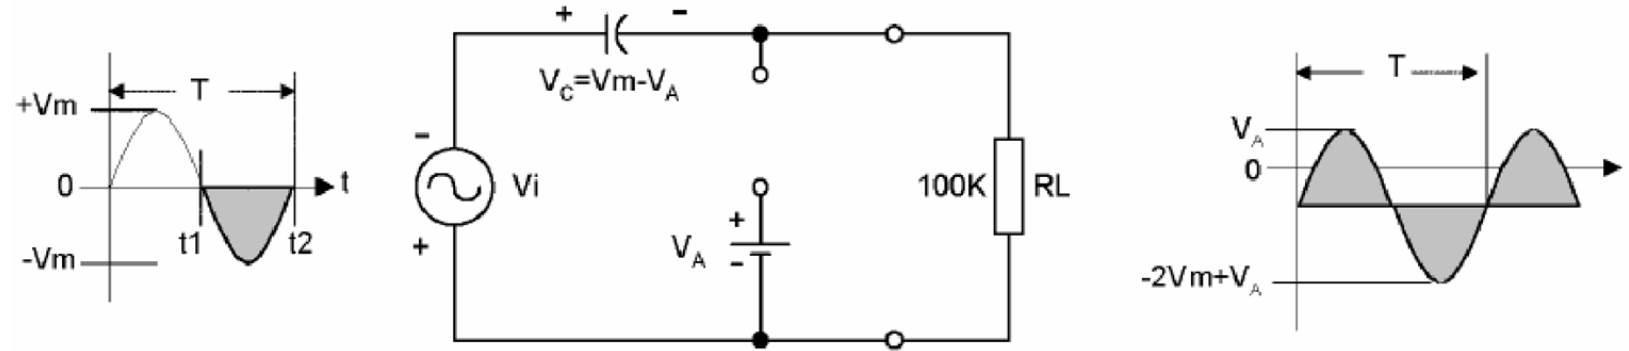 T
+Vm
0
t
t1
t2
-Vm
+ -
Vc=Vm-VA
-
Vi
+
+
VA
-
100K
RL
T
VA
0
-2Vm+VA